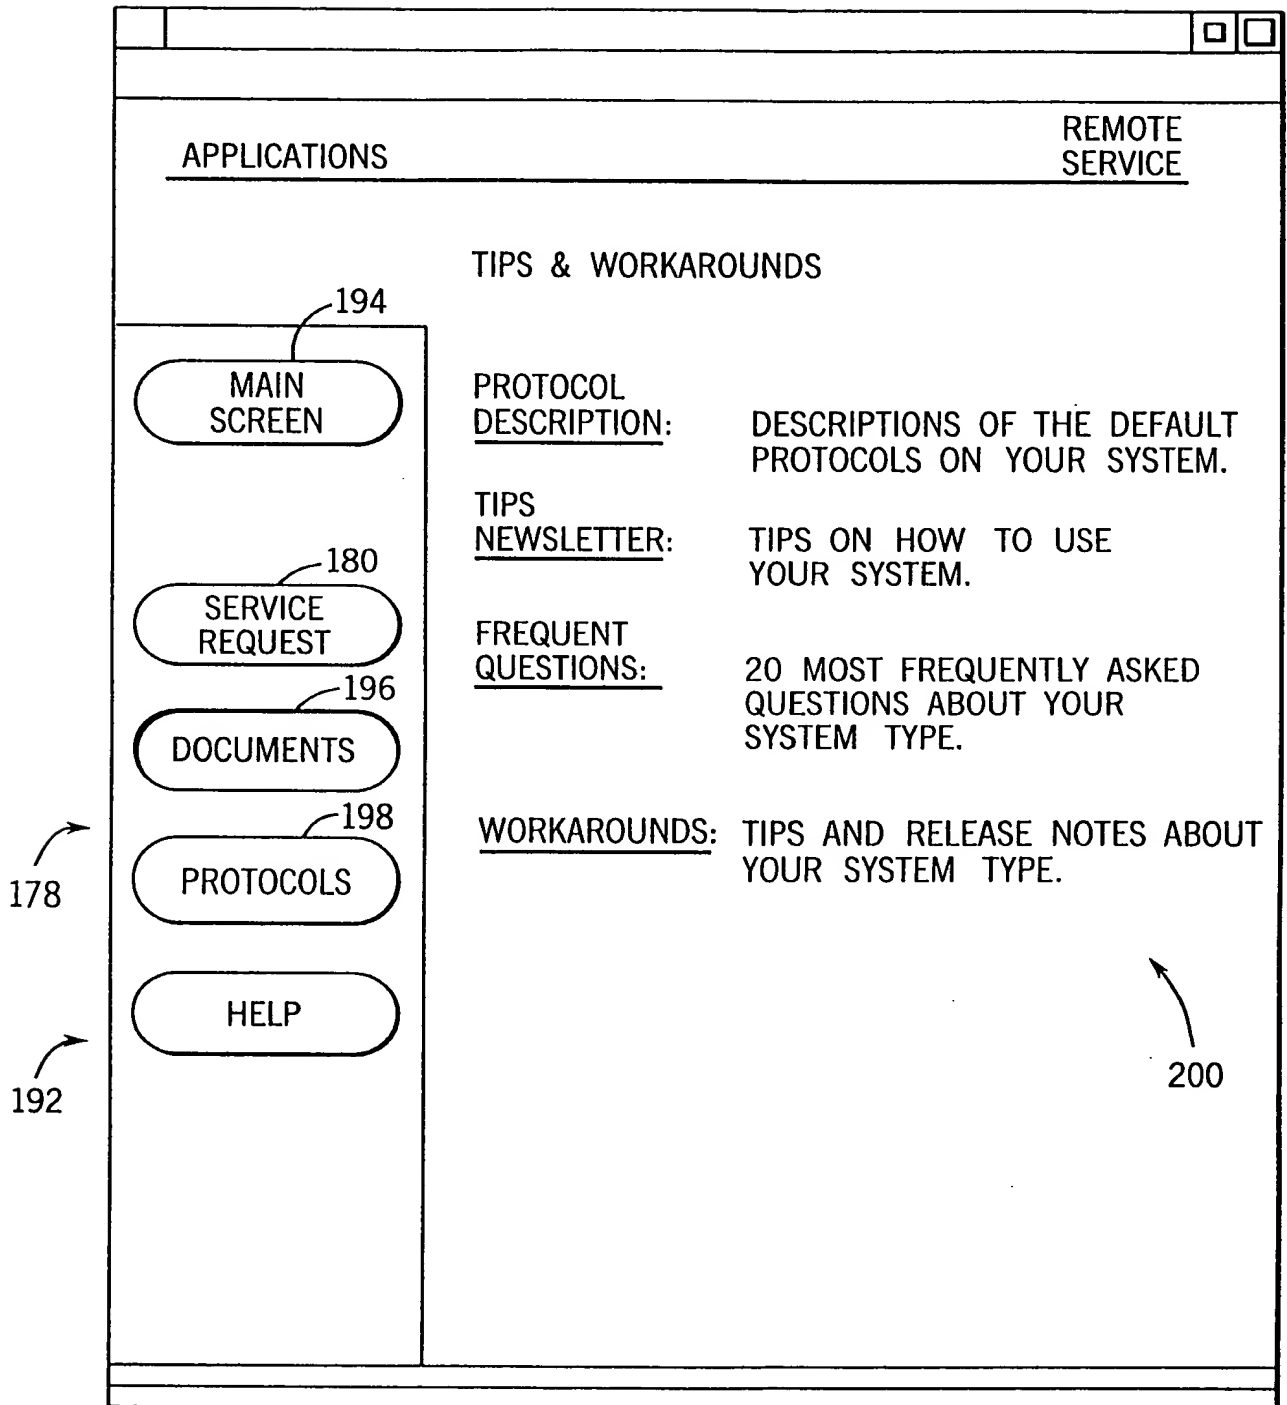 REMOTE
SERVICE
APPLICATIONS
TIPS & WORKAROUNDS
194
MAIN
SCREEN
180
SERVICE
REQUEST
196
DOCUMENTS
198
PROTOCOLS
HELP
178
192
PROTOCOL
DESCRIPTION:
DESCRIPTIONS OF THE DEFAULT
PROTOCOLS ON YOUR SYSTEM.
TIPS
NEWSLETTER:
TIPS ON HOW TO USE
YOUR SYSTEM.
FREQUENT
QUESTIONS:
20 MOST FREQUENTLY ASKED
QUESTIONS ABOUT YOUR
SYSTEM TYPE.
WORKAROUNDS: TIPS AND RELEASE NOTES ABOUT
YOUR SYSTEM TYPE.
200